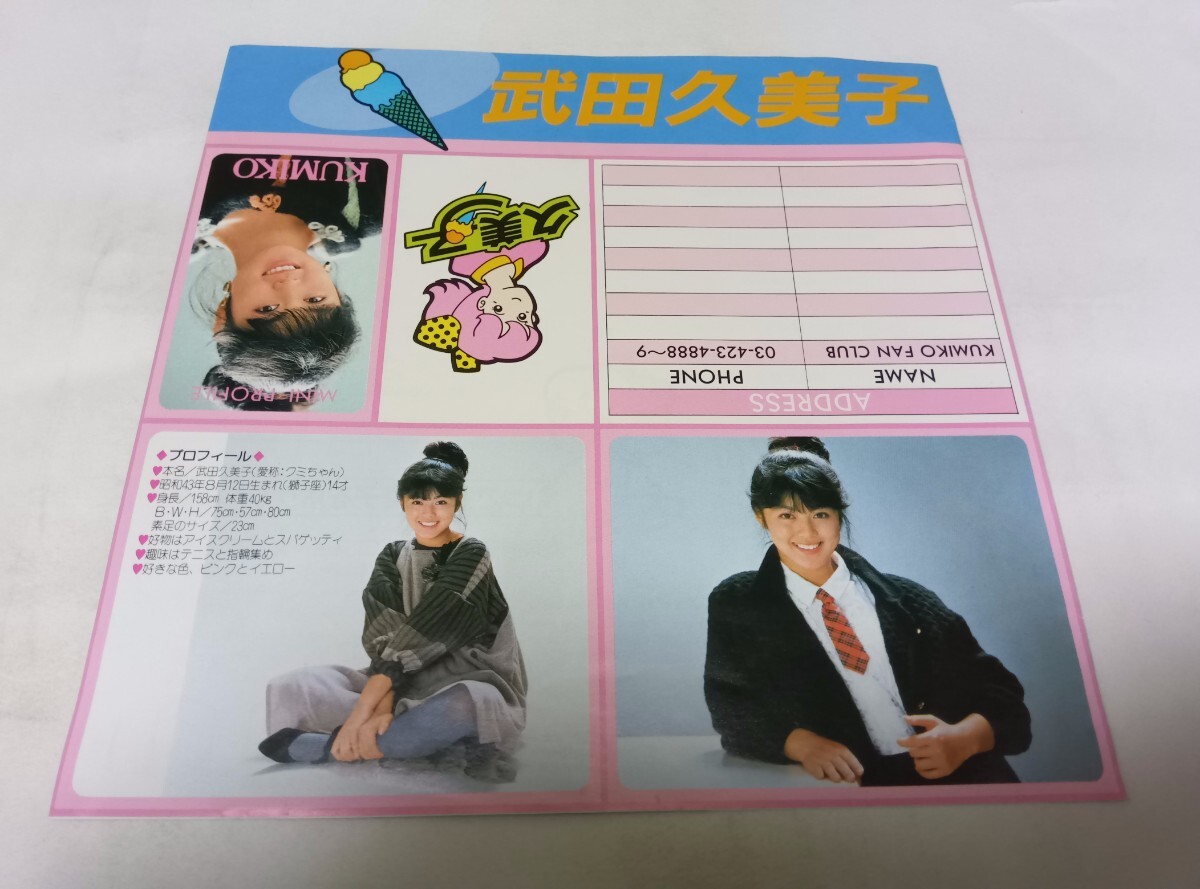 武田久美子
KUMIKO
MINI PROFILE
久美子
ADDRESS
NAME PHONE
KUMIKO FAN CLUB 03-423-4888〜9
◆プロフィール◆
♥本名／武田久美子(愛称:クミちゃん)
♥昭和43年8月12日生まれ(獅子座)14才
♥身長／158cm 体重40kg
B・W・H／75cm・57cm・80cm
素足のサイズ／23cm
♥好物はアイスクリームとスパゲッティ
♥趣味はテニスと指輪集め
♥好きな色、ピンクとイエロー